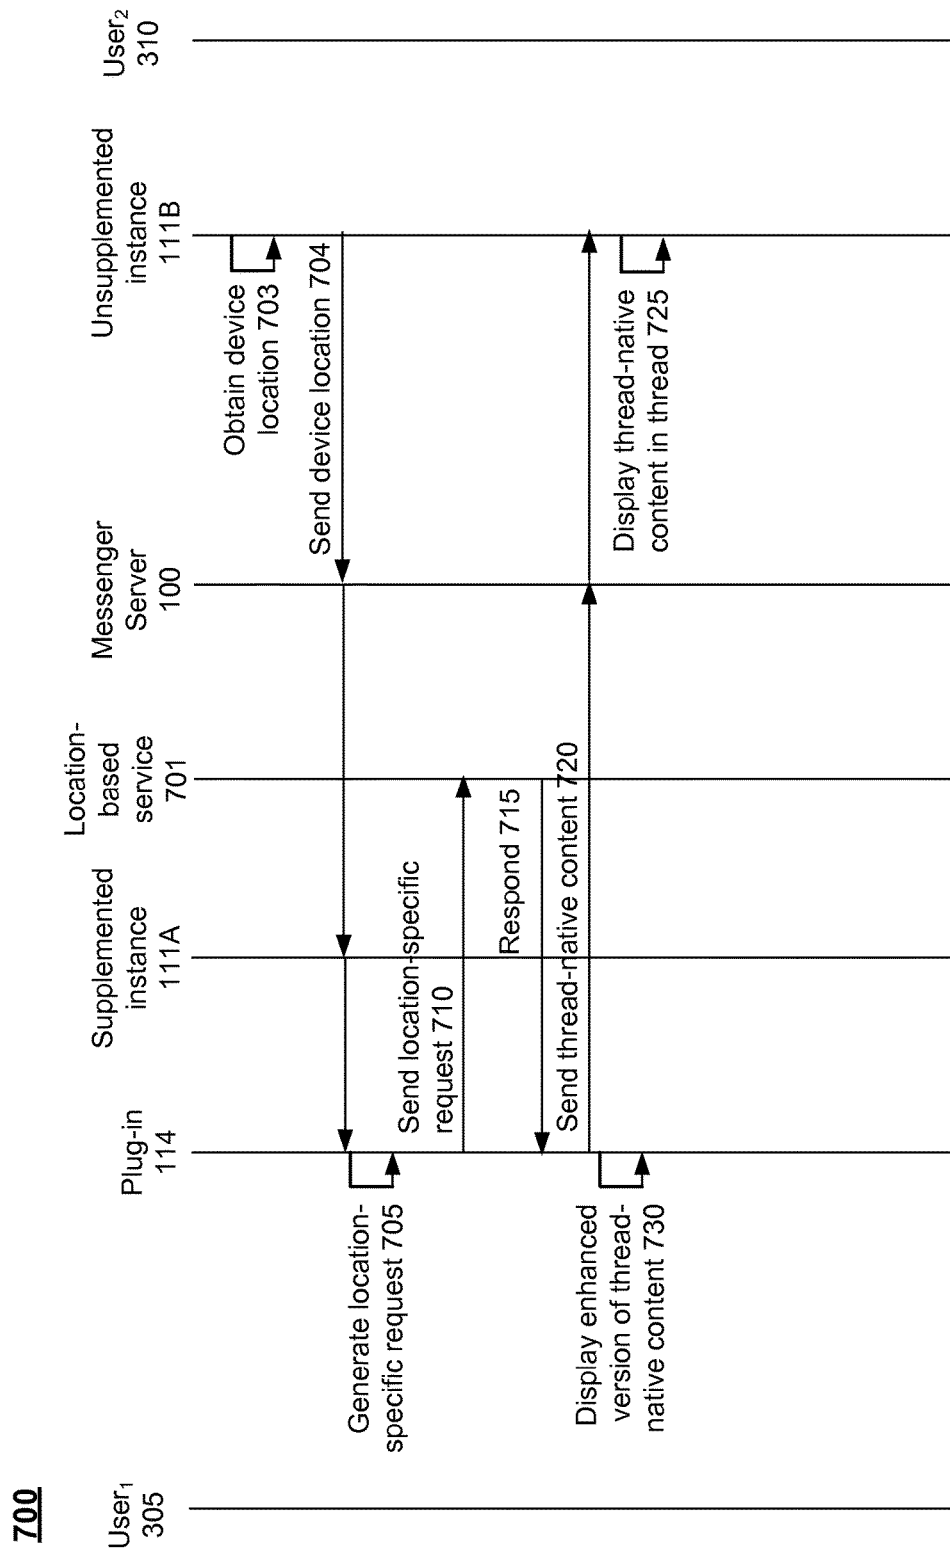 700
User₁
305
Plug-in
114
Supplemented
instance
111A
Location-
based
service
701
Messenger
Server
100
Unsupplemented
instance
111B
User₂
310
Obtain device
location 703
Send device location 704
Generate location-
specific request 705
Send location-specific
request 710
Respond 715
Send thread-native content 720
Display enhanced
version of thread-
native content 730
Display thread-native
content in thread 725